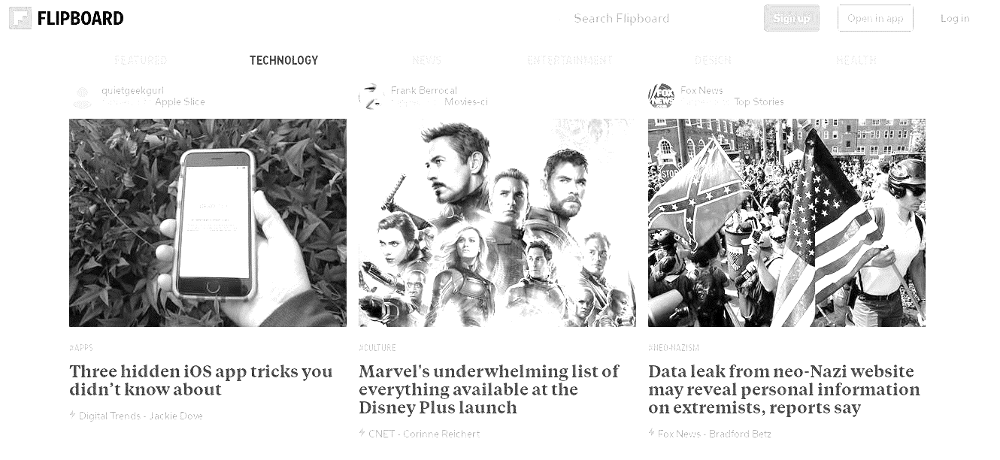 FLIPBOARD
Search Flipboard
Sign up
Open in app
Log in
FEATURED
TECHNOLOGY
NEWS
ENTERTAINMENT
DESIGN
HEALTH
quietgeekgurl
Apple Slice
Frank Berrocal
Movies-ci
FOX
NEWS
Fox News
Top Stories
STOP
#APPS
Three hidden iOS app tricks you
didn’t know about
Digital Trends - Jackie Dove
#CULTURE
Marvel's underwhelming list of
everything available at the
Disney Plus launch
CNET - Corinne Reichert
#NEO-NAZISM
Data leak from neo-Nazi website
may reveal personal information
on extremists, reports say
Fox News - Bradford Betz